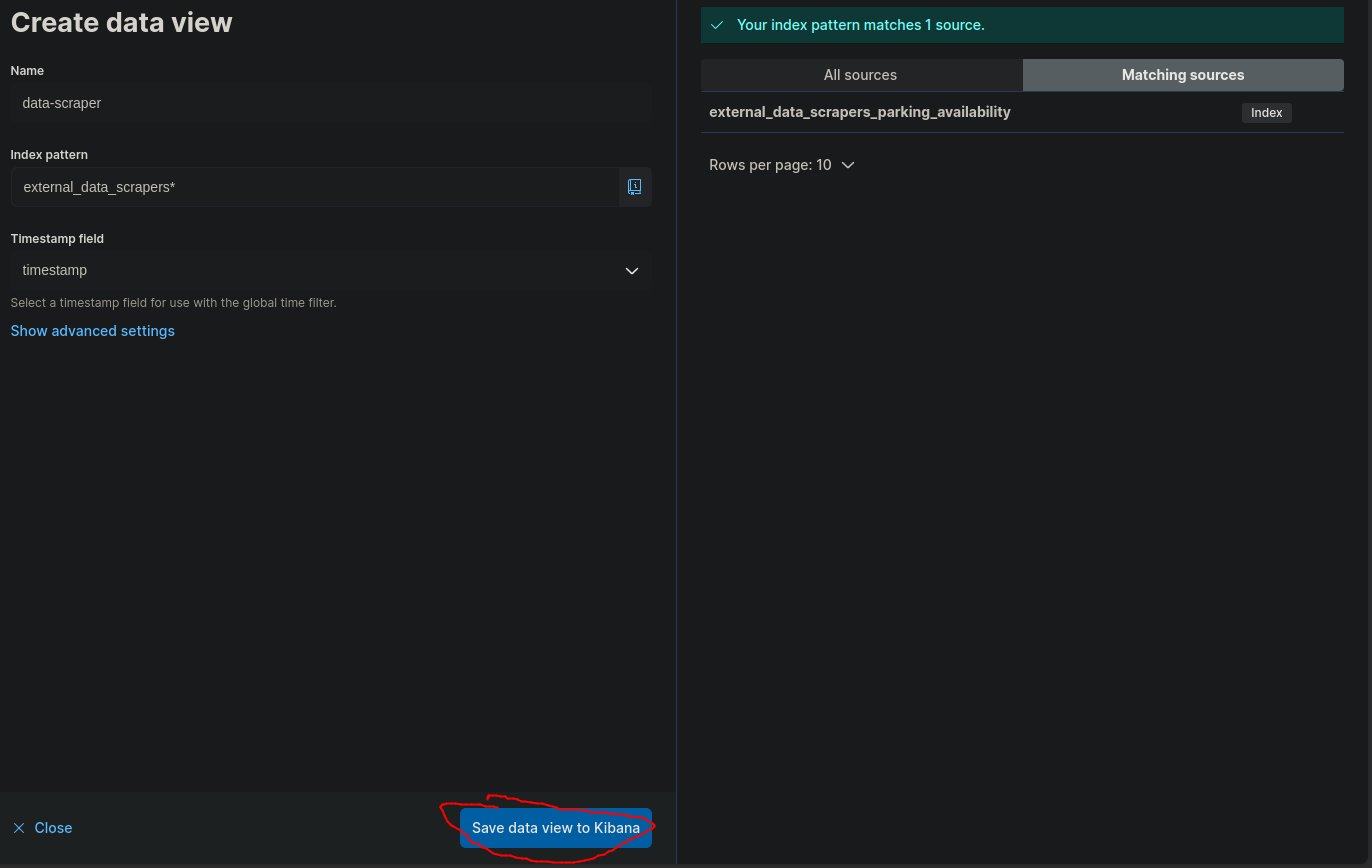 Create data view
Name
data-scraper
Index pattern
external_data_scrapers*
Timestamp field
timestamp
Select a timestamp field for use with the global time filter.
Show advanced settings
Close
Save data view to Kibana
Your index pattern matches 1 source.
All sources
Matching sources
external_data_scrapers_parking_availability
Index
Rows per page: 10